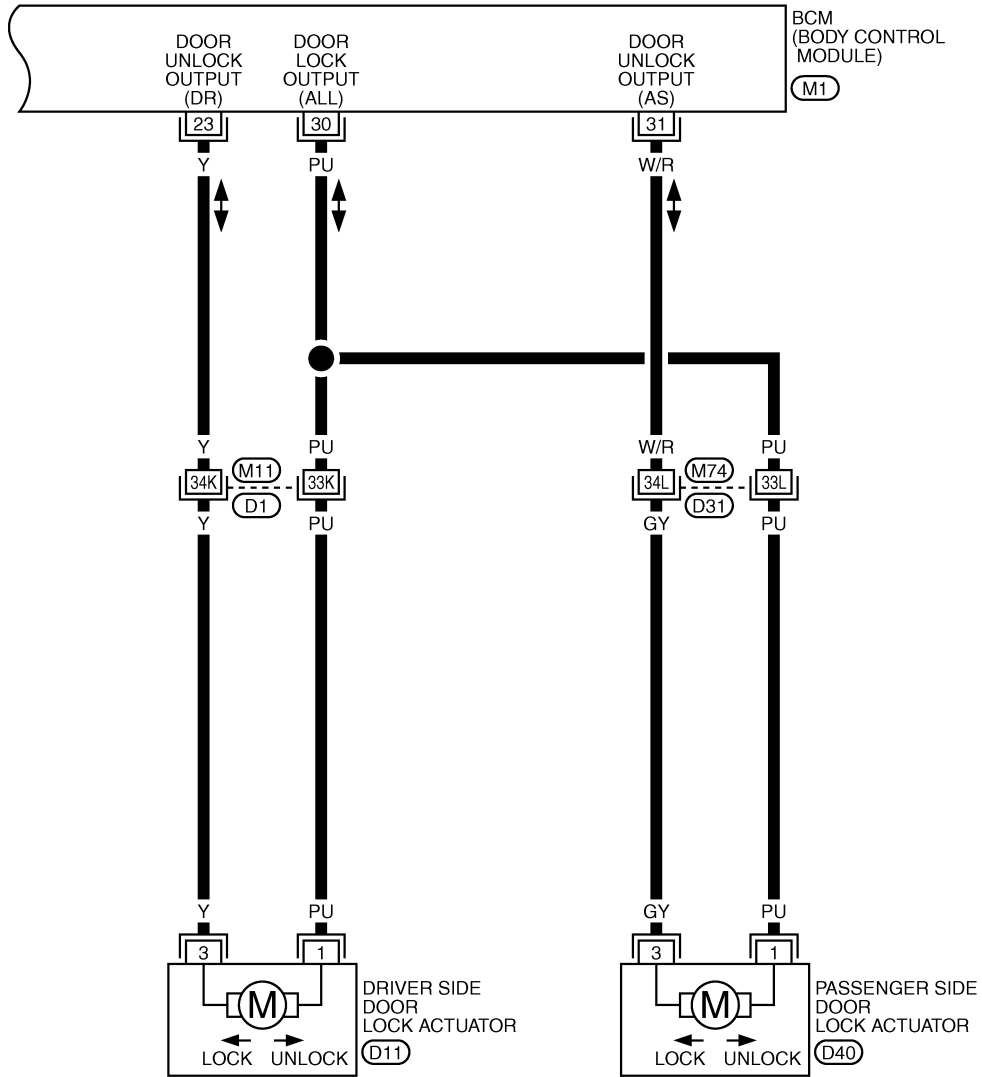 BCM
(BODY CONTROL
MODULE)
M1
DOOR
UNLOCK
OUTPUT
(DR)
DOOR
LOCK
OUTPUT
(ALL)
DOOR
UNLOCK
OUTPUT
(AS)
23
30
31
Y
PU
W/R
Y
PU
W/R
PU
34K
M11
D1
33K
34L
M74
D31
33L
Y
PU
GY
PU
Y
PU
GY
PU
3
1
3
1
M
LOCK
UNLOCK
DRIVER SIDE
DOOR
LOCK ACTUATOR
D11
M
LOCK
UNLOCK
PASSENGER SIDE
DOOR
LOCK ACTUATOR
D40